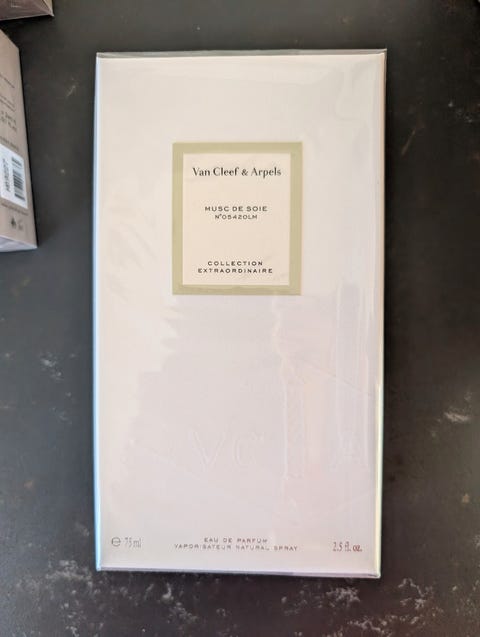 Van Cleef & Arpels
MUSC DE SOIE
N°05420LM
COLLECTION
EXTRAORDINAIRE
VC A
EAU DE PARFUM
℮ 75 ml VAPORISATEUR NATURAL SPRAY 2.5 fl. oz.